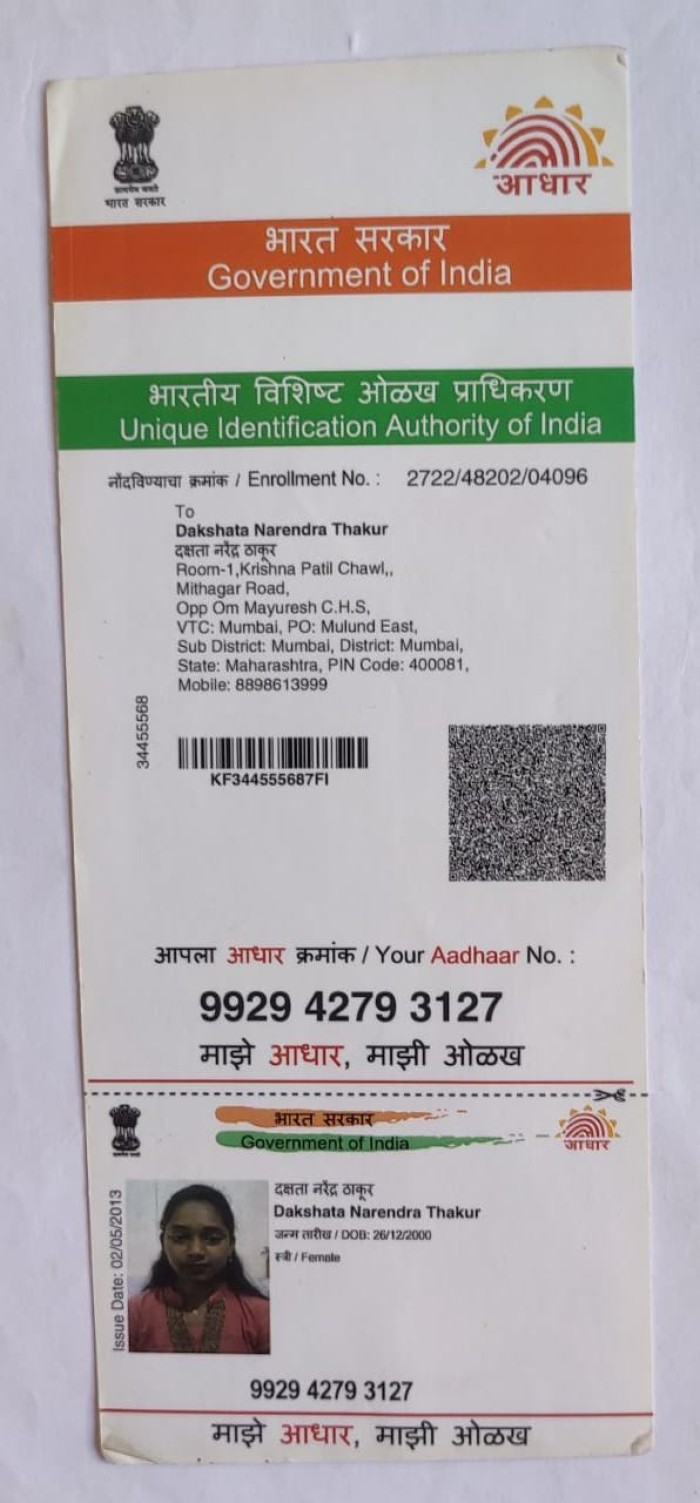 भारत सरकार
आधार
भारत सरकार
Government of India
भारतीय विशिष्ट ओळख प्राधिकरण
Unique Identification Authority of India
नोंदविण्याचा क्रमांक / Enrollment No. : 2722/48202/04096
To
Dakshata Narendra Thakur
दक्षता नरेंद्र ठाकूर
Room-1,Krishna Patil Chawl,,
Mithagar Road,
Opp Om Mayuresh C.H.S,
VTC: Mumbai, PO: Mulund East,
Sub District: Mumbai, District: Mumbai,
State: Maharashtra, PIN Code: 400081,
Mobile: 8898613999
34455568
KF344555687FI
आपला आधार क्रमांक / Your Aadhaar No. :
9929 4279 3127
माझे आधार, माझी ओळख
भारत सरकार
Government of India
आधार
Issue Date: 02/05/2013
दक्षता नरेंद्र ठाकूर
Dakshata Narendra Thakur
जन्म तारीख / DOB: 26/12/2000
स्त्री / Female
9929 4279 3127
माझे आधार, माझी ओळख